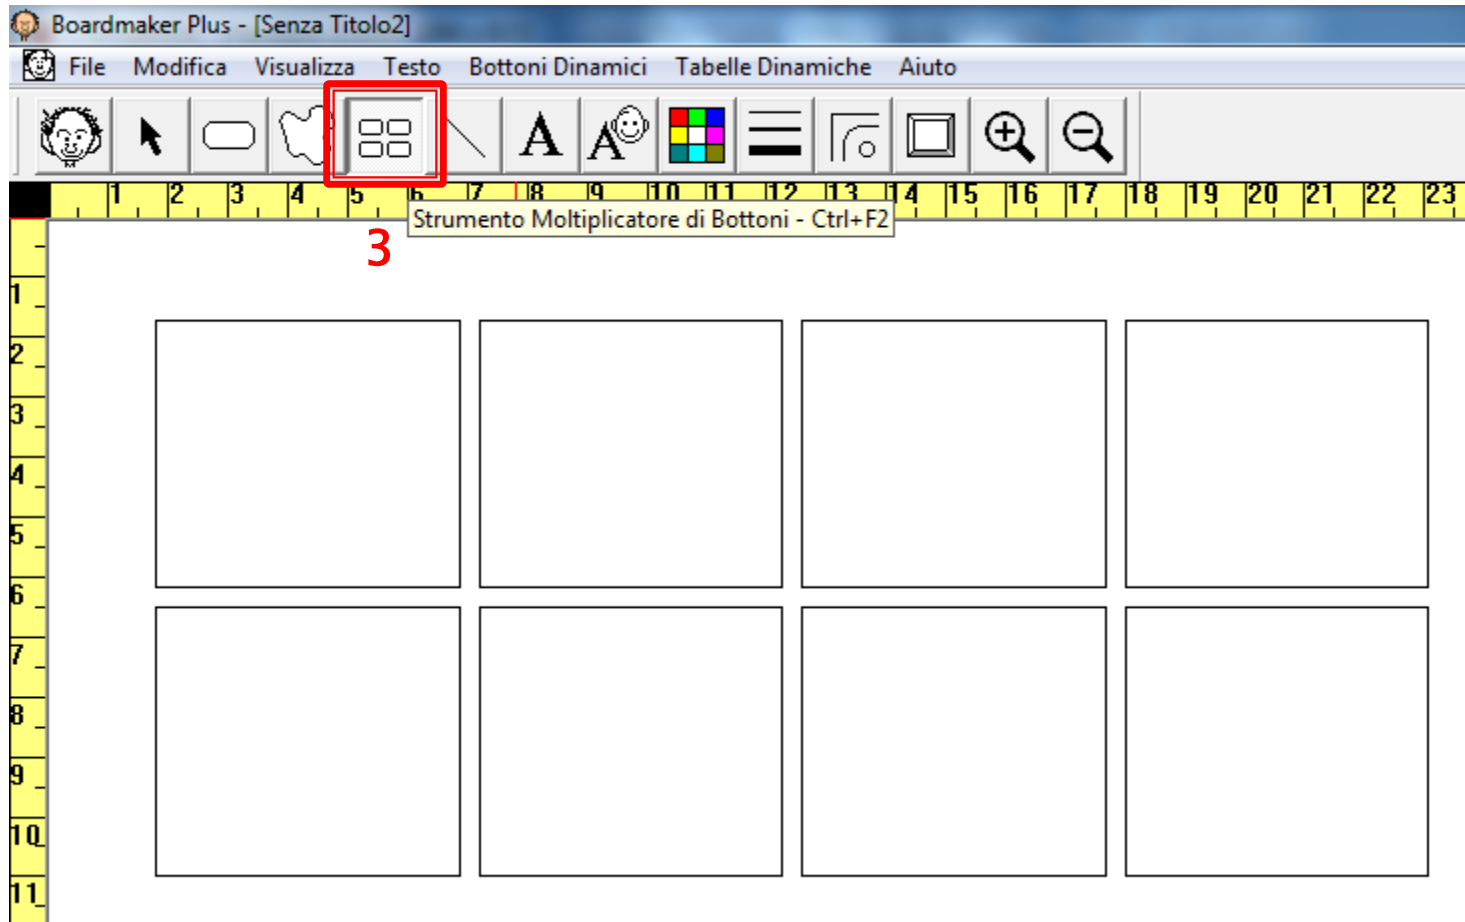 Boardmaker Plus - [Senza Titolo2]
File Modifica Visualizza Testo Bottoni Dinamici Tabelle Dinamiche Aiuto
A A
1 2 3 4 5 6 7 8 9 10 11 12 13 14 15 16 17 18 19 20 21 22 23
Strumento Moltiplicatore di Bottoni - Ctrl+F2
3
1
2
3
4
5
6
7
8
9
10
11